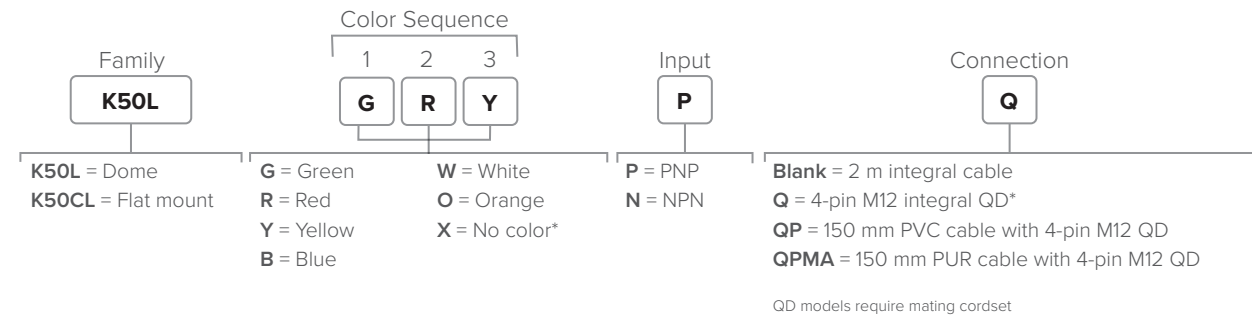 Color Sequence
Family 1 2 3 Input Connection
K50L G R Y P Q
K50L = Dome G = Green W = White P = PNP Blank = 2 m integral cable
K50CL = Flat mount R = Red O = Orange N = NPN Q = 4-pin M12 integral QD*
Y = Yellow X = No color* QP = 150 mm PVC cable with 4-pin M12 QD
B = Blue QPMA = 150 mm PUR cable with 4-pin M12 QD
QD models require mating cordset